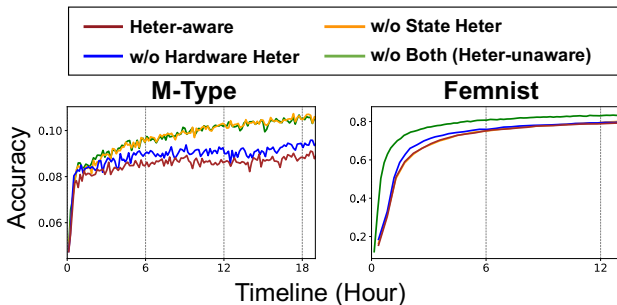 Heter-aware
w/o State Heter
w/o Hardware Heter
w/o Both (Heter-unaware)
M-Type
Femnist
Accuracy
0.10
0.08
0.06
0
6
12
18
0.8
0.6
0.4
0.2
0
6
12
Timeline (Hour)